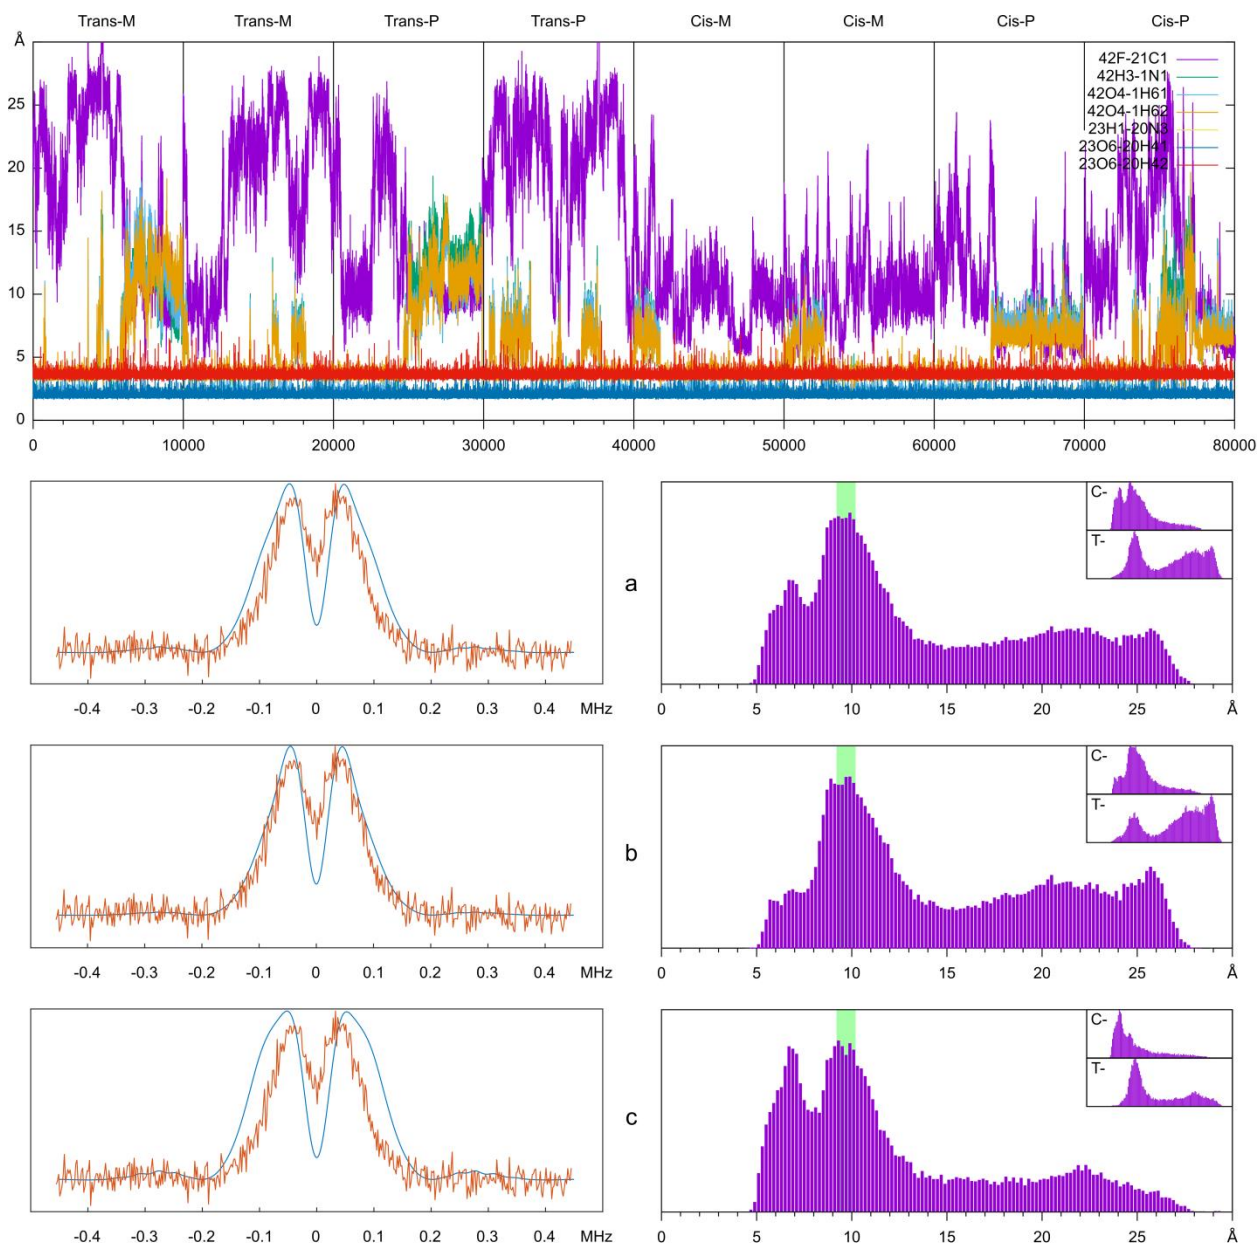 Trans-M Trans-M Trans-P Trans-P Cis-M Cis-M Cis-P Cis-P
Å
42F-21C1
42H3-1N1
42O4-1H61
42O4-1H62
23H1-20N3
23O6-20H41
23O6-20H42
25
20
15
10
5
0
0 10000 20000 30000 40000 50000 60000 70000 80000
-0.4 -0.3 -0.2 -0.1 0 0.1 0.2 0.3 0.4 MHz
a
C-
T-
0 5 10 15 20 25 Å
-0.4 -0.3 -0.2 -0.1 0 0.1 0.2 0.3 0.4 MHz
b
C-
T-
0 5 10 15 20 25 Å
-0.4 -0.3 -0.2 -0.1 0 0.1 0.2 0.3 0.4 MHz
c
C-
T-
0 5 10 15 20 25 Å